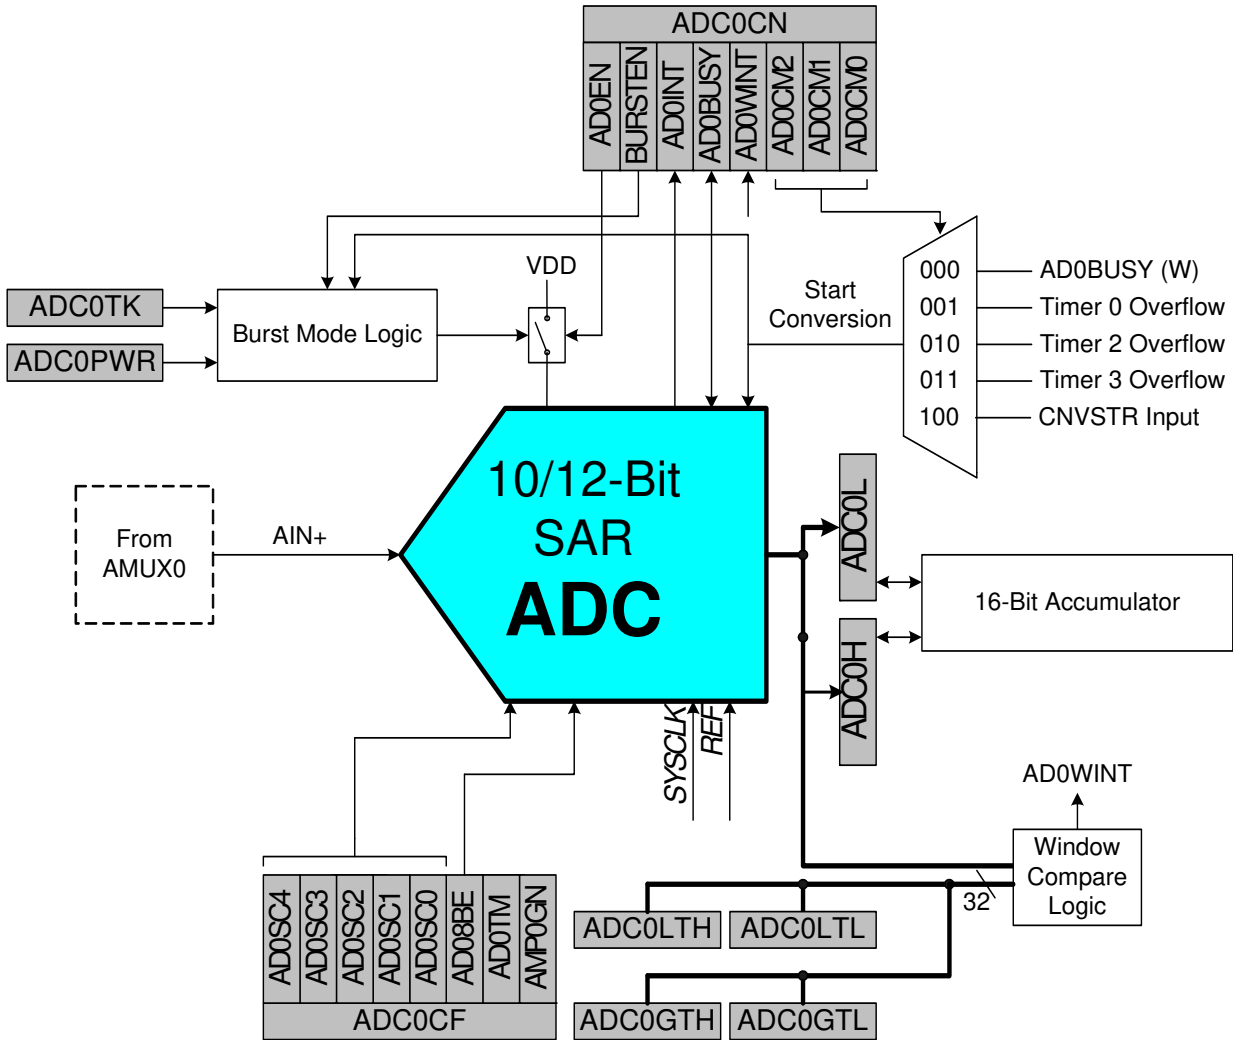 ADC0CN
AD0EN
BURSTEN
AD0INT
AD0BUSY
AD0WINT
AD0CM2
AD0CM1
AD0CM0
VDD
ADC0TK
ADC0PWR
Burst Mode Logic
Start
Conversion
000
AD0BUSY (W)
001
Timer 0 Overflow
010
Timer 2 Overflow
011
Timer 3 Overflow
100
CNVSTR Input
10/12-Bit
SAR
ADC
From
AMUX0
AIN+
ADC0L
ADC0H
16-Bit Accumulator
SYSCLK
REF
AD0WINT
Window
Compare
Logic
32
AD0SC4
AD0SC3
AD0SC2
AD0SC1
AD0SC0
AD08BE
AD0TM
AMP0GN
ADC0CF
ADC0LTH
ADC0LTL
ADC0GTH
ADC0GTL